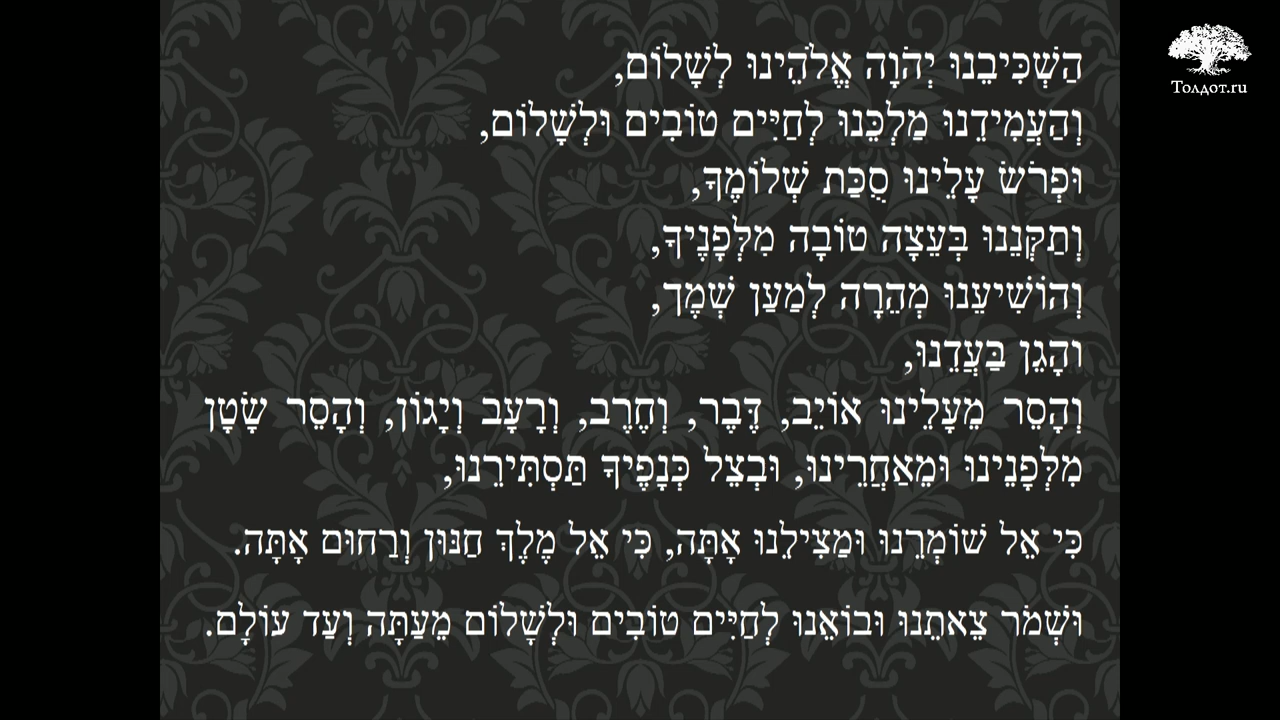 הַשְׁכִּיבֵנוּ יְהֹוָה אֱלֹהֵינוּ לְשָׁלוֹם,
וְהַעֲמִידֵנוּ מַלְכֵּנוּ לְחַיִּים טוֹבִים וּלְשָׁלוֹם,
וּפְרֹשׂ עָלֵינוּ סֻכַּת שְׁלוֹמֶךָ,
וְתַקְּנֵנוּ בְּעֵצָה טוֹבָה מִלְּפָנֶיךָ,
וְהוֹשִׁיעֵנוּ מְהֵרָה לְמַעַן שְׁמֶךָ,
וְהָגֵן בַּעֲדֵנוּ,
וְהָסֵר מֵעָלֵינוּ אוֹיֵב, דֶּבֶר, וְחֶרֶב, וְרָעָב וְיָגוֹן, וְהָסֵר שָׂטָן
מִלְּפָנֵינוּ וּמֵאַחֲרֵינוּ, וּבְצֵל כְּנָפֶיךָ תַּסְתִּירֵנוּ,
כִּי אֵל שׁוֹמְרֵנוּ וּמַצִּילֵנוּ אָתָּה, כִּי אֵל מֶלֶךְ חַנּוּן וְרַחוּם אָתָּה.
וּשְׁמֹר צֵאתֵנוּ וּבוֹאֵנוּ לְחַיִּים טוֹבִים וּלְשָׁלוֹם מֵעַתָּה וְעַד עוֹלָם.
Толдот.ru